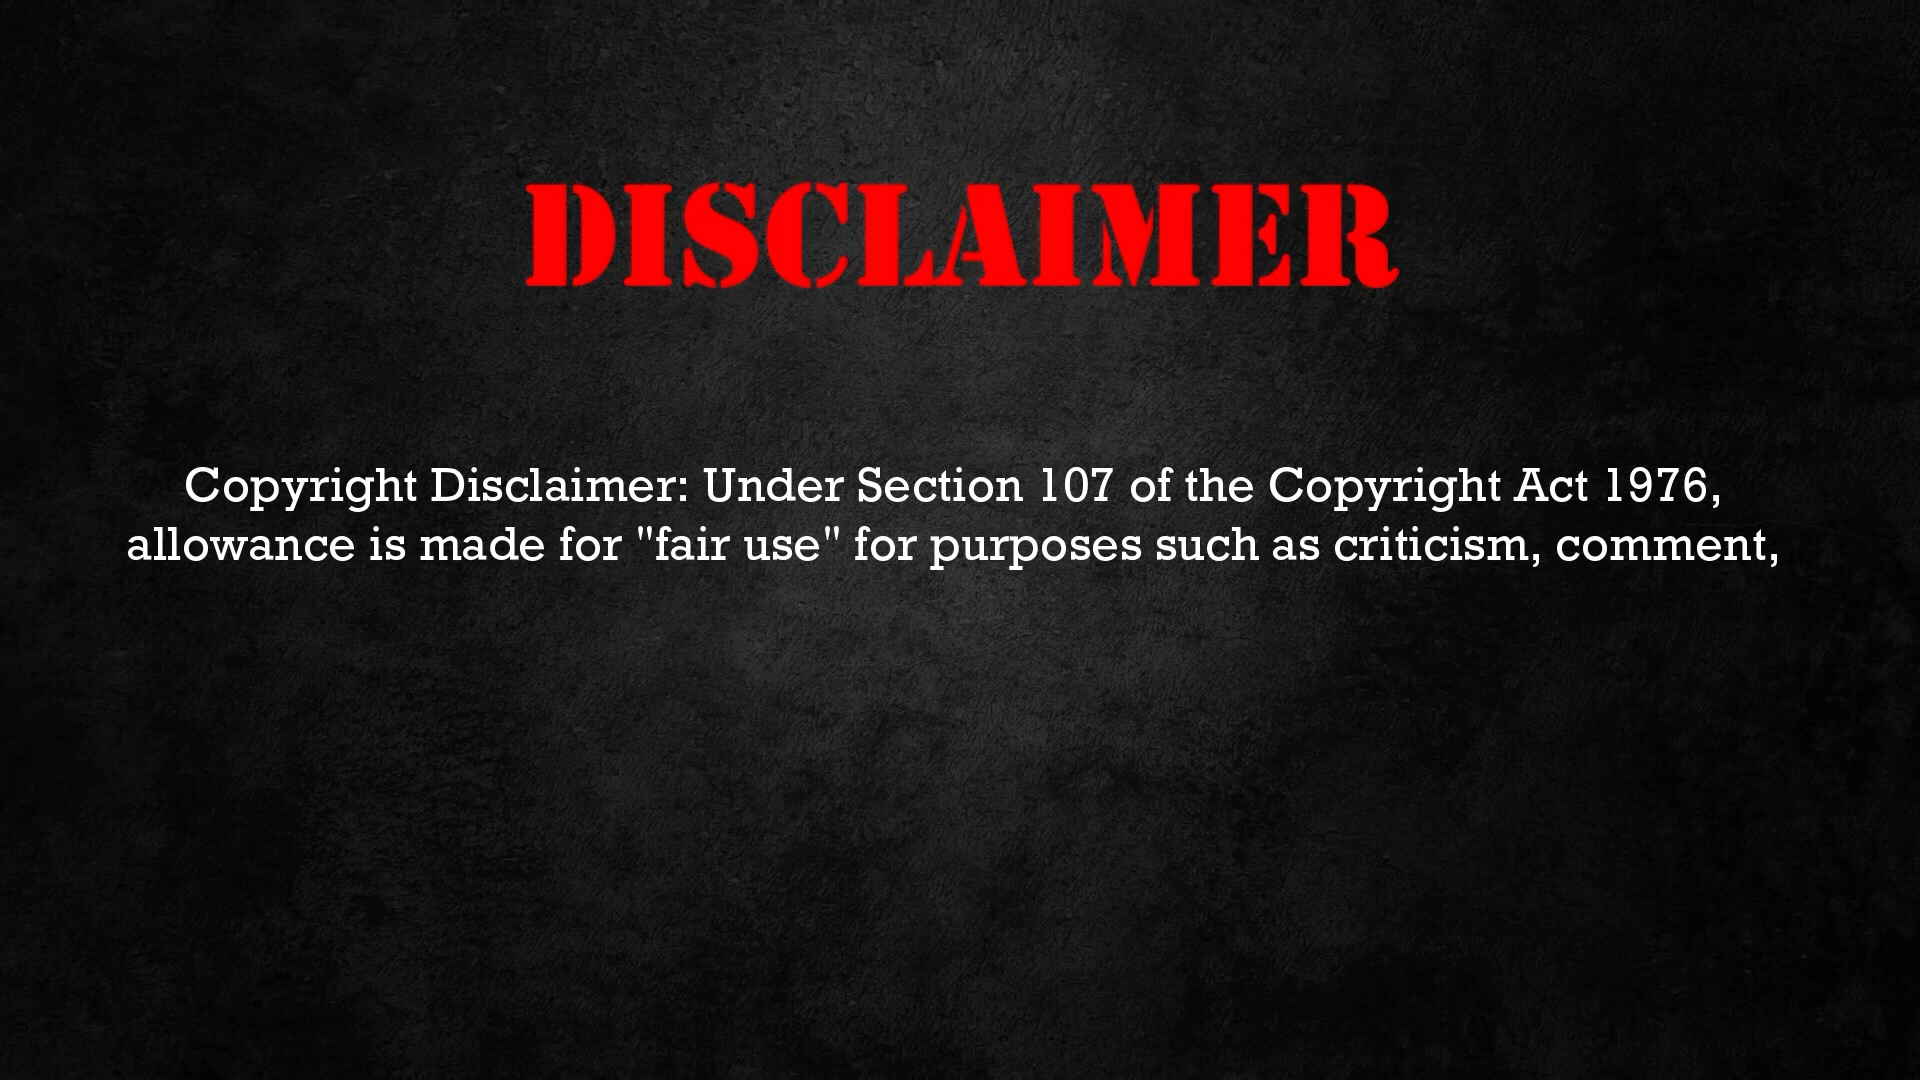 DISCLAIMER
Copyright Disclaimer: Under Section 107 of the Copyright Act 1976,
allowance is made for "fair use" for purposes such as criticism, comment,